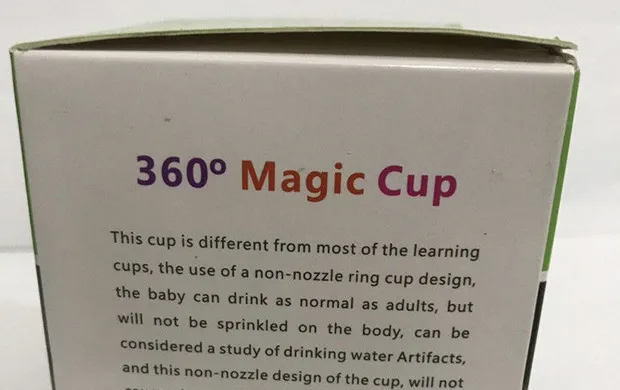 360º Magic Cup
This cup is different from most of the learning
cups, the use of a non-nozzle ring cup design,
the baby can drink as normal as adults, but
will not be sprinkled on the body, can be
considered a study of drinking water Artifacts,
and this non-nozzle design of the cup, will not